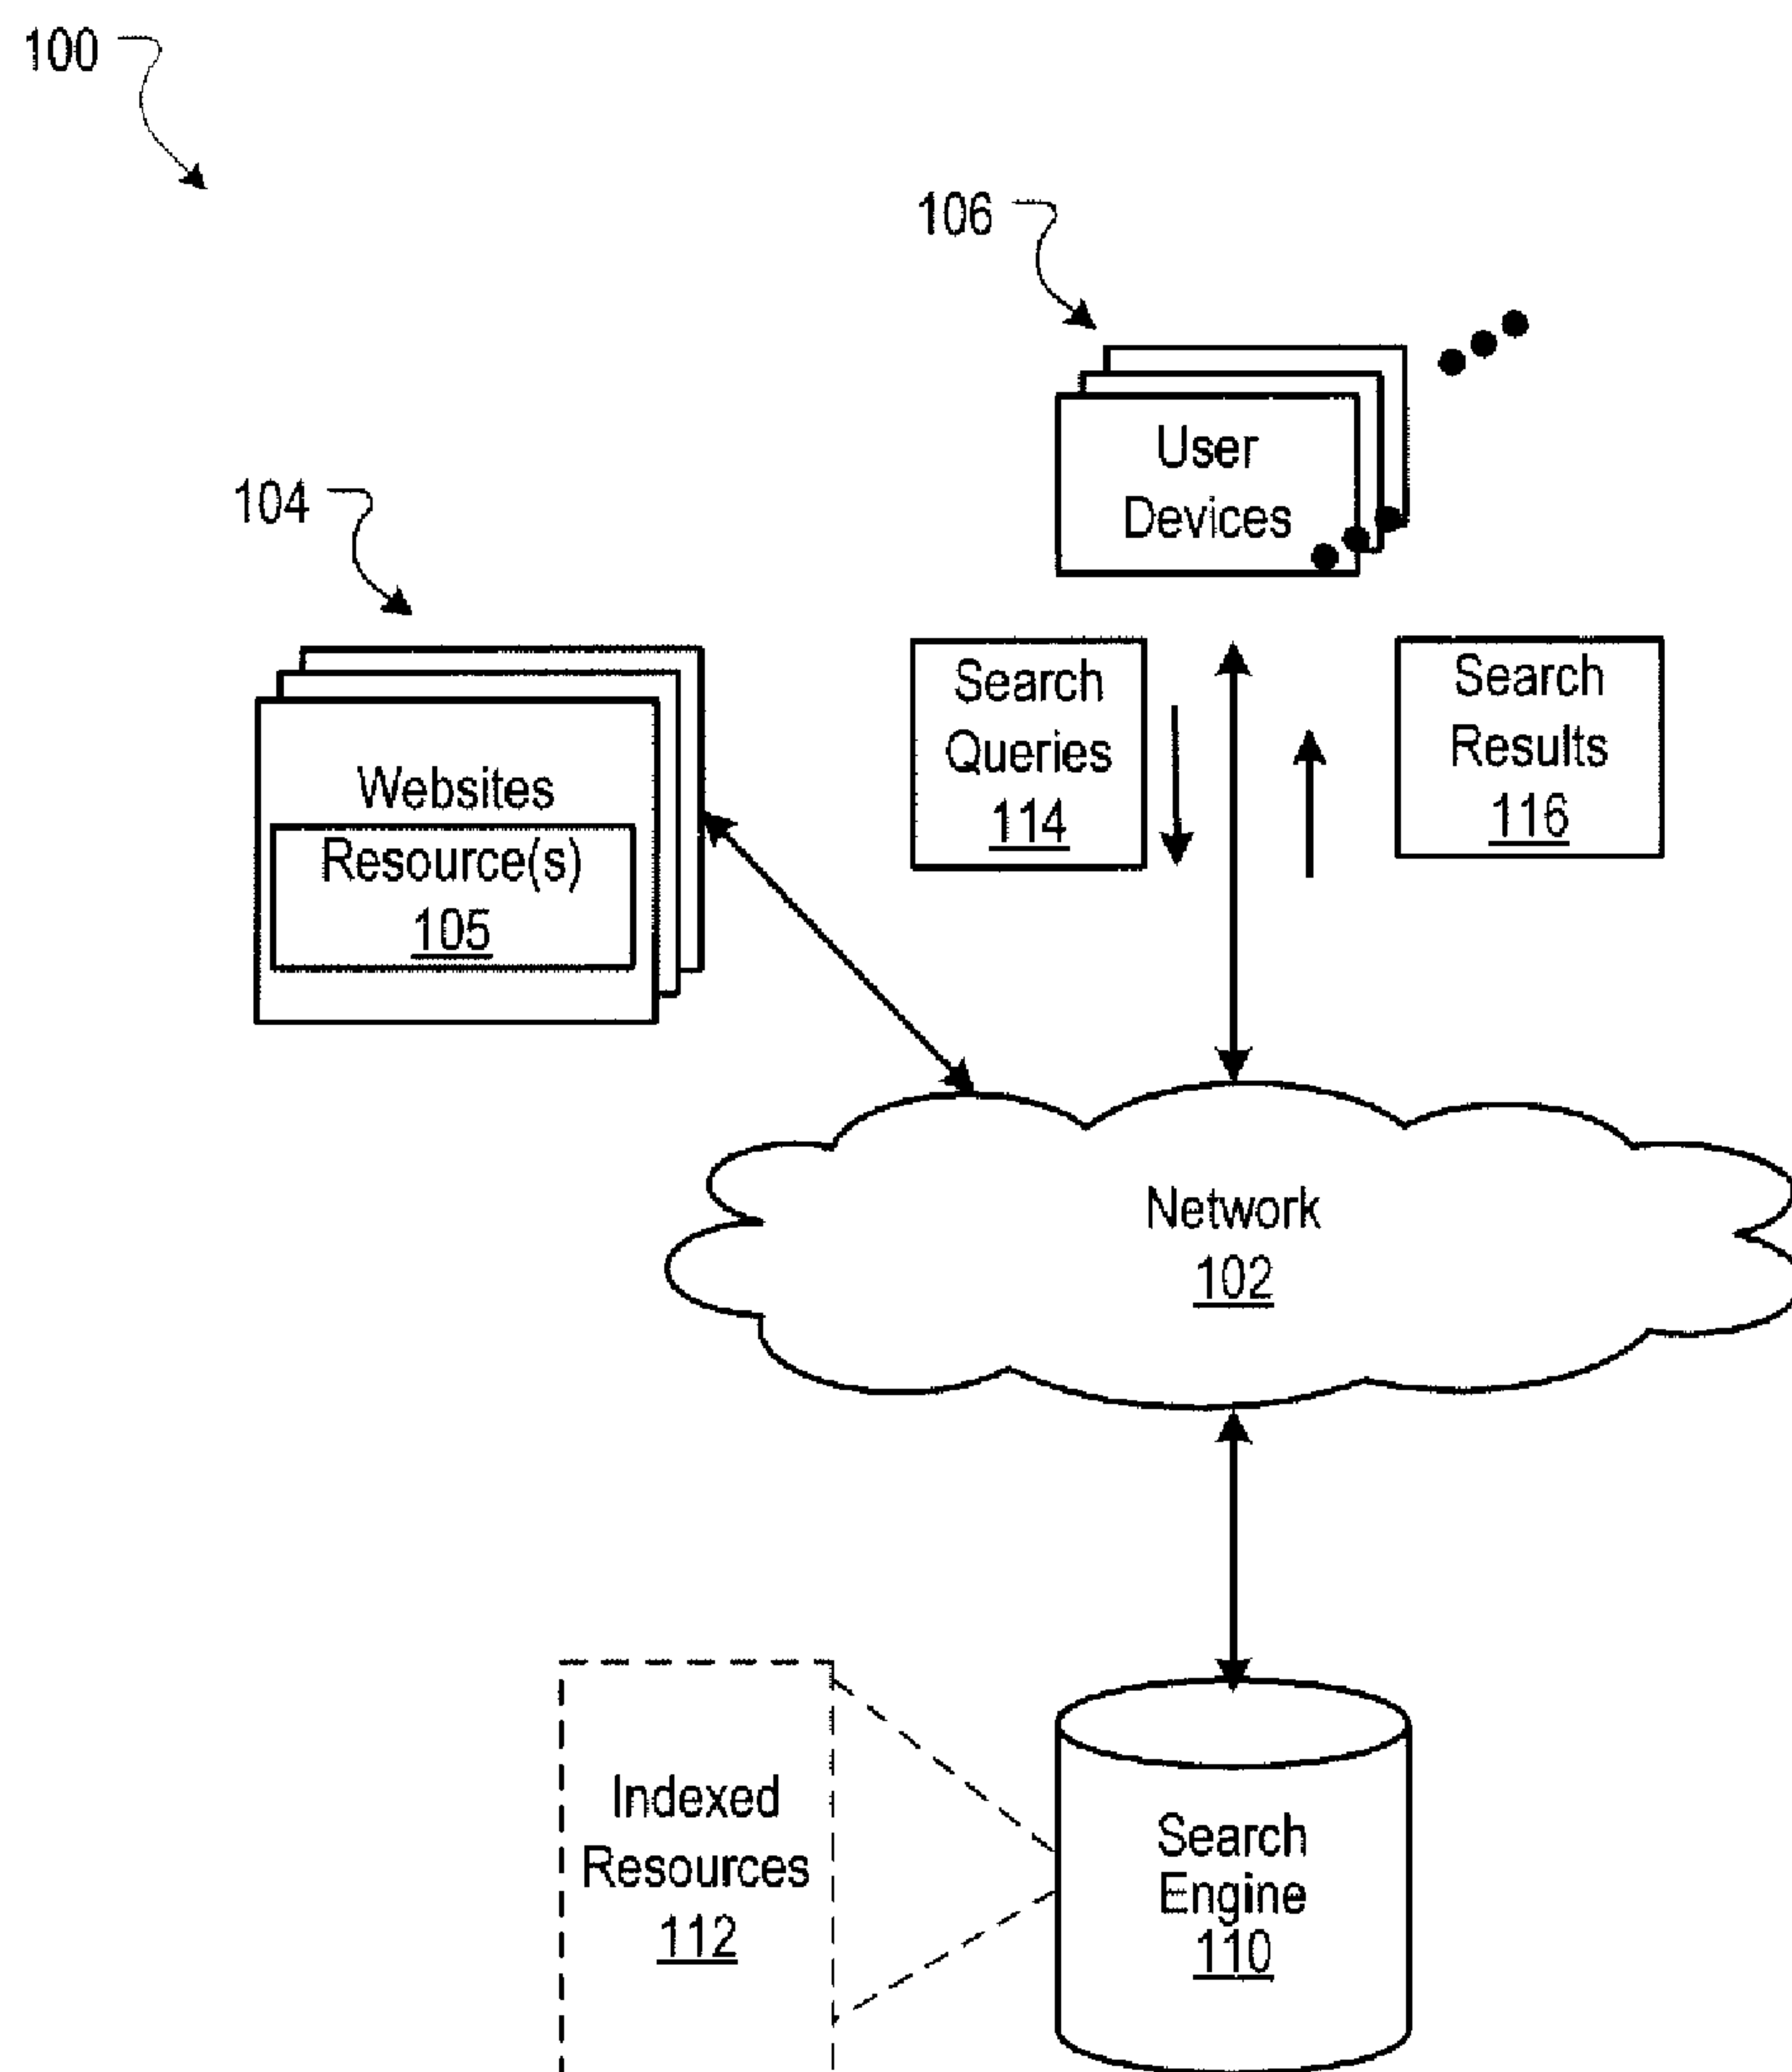 100
106
User
Devices
104
Search
Queries
114
Search
Results
116
Websites
Resource(s)
105
Network
102
Indexed
Resources
112
Search
Engine
110